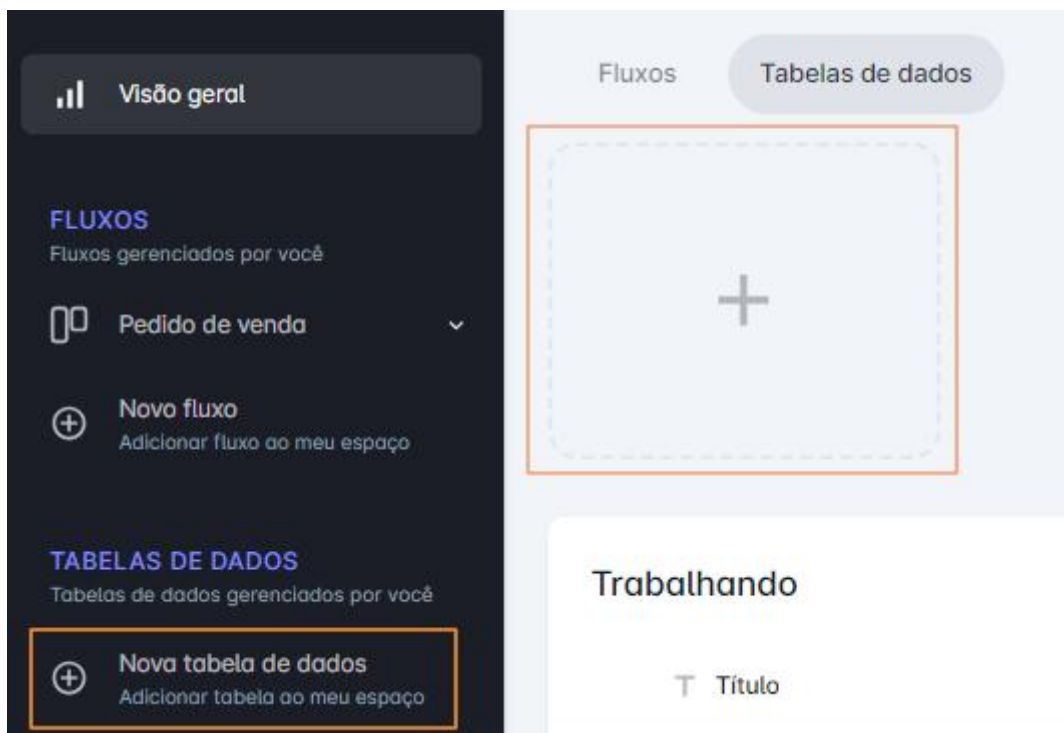 Visão geral
FLUXOS
Fluxos gerenciados por você
Pedido de venda
Novo fluxo
Adicionar fluxo ao meu espaço
TABELAS DE DADOS
Tabelas de dados gerenciados por você
Nova tabela de dados
Adicionar tabela ao meu espaço
Fluxos
Tabelas de dados
Trabalhando
Título